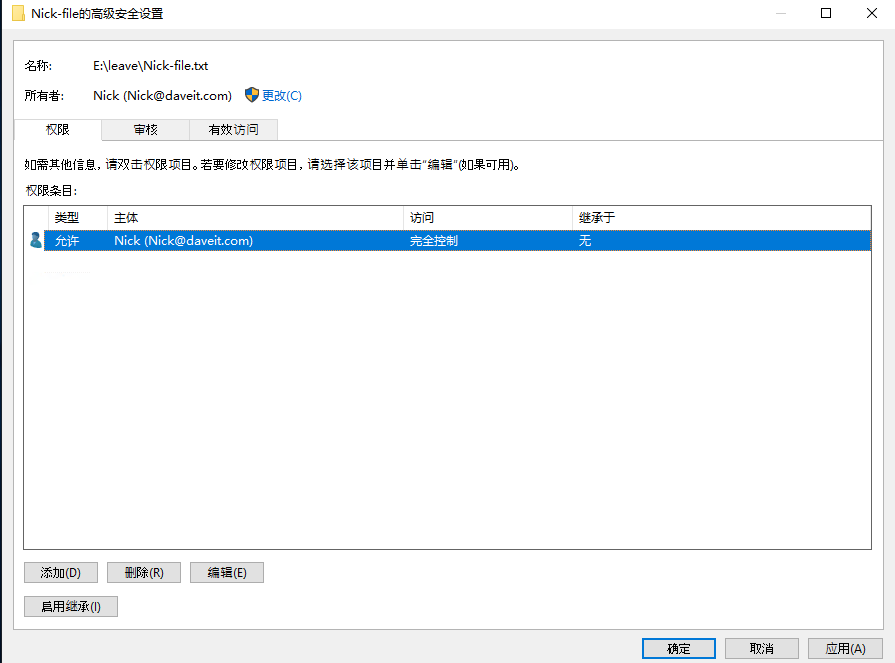 Nick-file的高级安全设置
名称: E:\leave\Nick-file.txt
所有者: Nick (Nick@daveit.com) 更改(C)
权限 审核 有效访问
如需其他信息，请双击权限项目。若要修改权限项目，请选择该项目并单击"编辑"(如果可用)。
权限条目:
类型 主体 访问 继承于
允许 Nick (Nick@daveit.com) 完全控制 无
添加(D) 删除(R) 编辑(E)
启用继承(I)
确定 取消 应用(A)